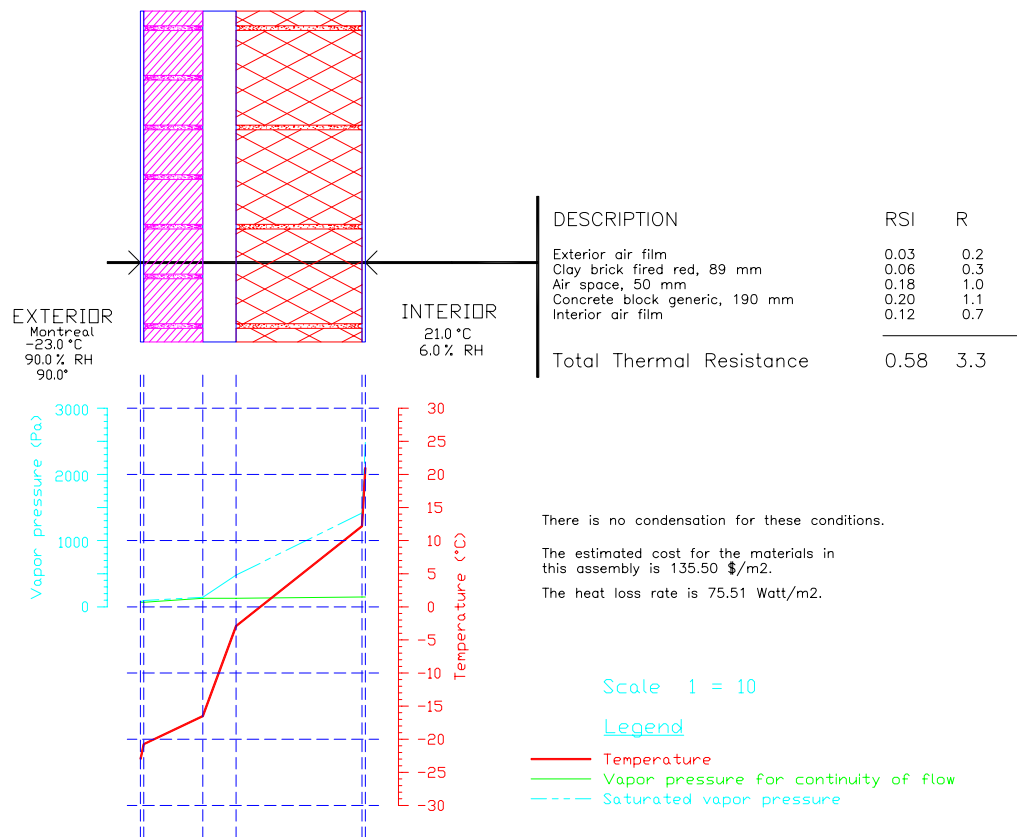 DESCRIPTION RSI R
Exterior air film 0.03 0.2
Clay brick fired red, 89 mm 0.06 0.3
Air space, 50 mm 0.18 1.0
Concrete block generic, 190 mm 0.20 1.1
Interior air film 0.12 0.7
Total Thermal Resistance 0.58 3.3
EXTERIOR
Montreal
-23.0 °C
90.0 % RH
90.0°
INTERIOR
21.0 °C
6.0 % RH
Vapor pressure (Pa)
3000
2000
1000
0
30
20
15
10
5
0
-5
-10
-15
-20
-25
-30
Temperature (°C)
There is no condensation for these conditions.
The estimated cost for the materials in
this assembly is 135.50 $/m2.
The heat loss rate is 75.51 Watt/m2.
Scale 1 = 10
Legend
Temperature
Vapor pressure for continuity of flow
Saturated vapor pressure